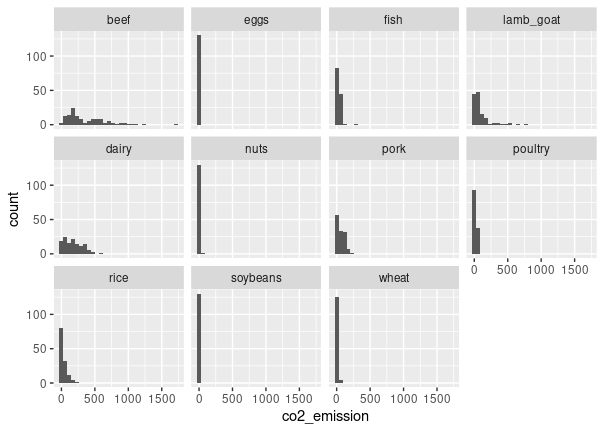 beef eggs fish lamb_goat
100
50
0
dairy nuts pork poultry
100
50
0
0 500 1000 1500
rice soybeans wheat
100
50
0
0 500 1000 1500 0 500 1000 1500 0 500 1000 1500
co2_emission
count